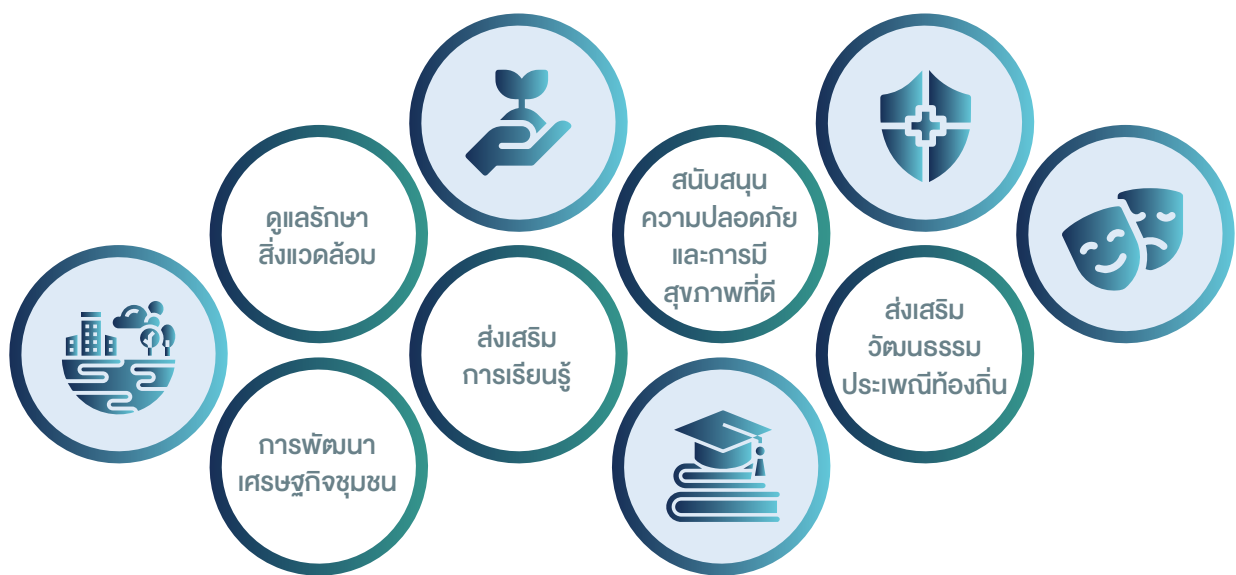 ดูแลรักษา
สิ่งแวดล้อม
การพัฒนา
เศรษฐกิจชุมชน
ส่งเสริม
การเรียนรู้
สนับสนุน
ความปลอดภัย
และการมี
สุขภาพที่ดี
ส่งเสริม
วัฒนธรรม
ประเพณีท้องถิ่น